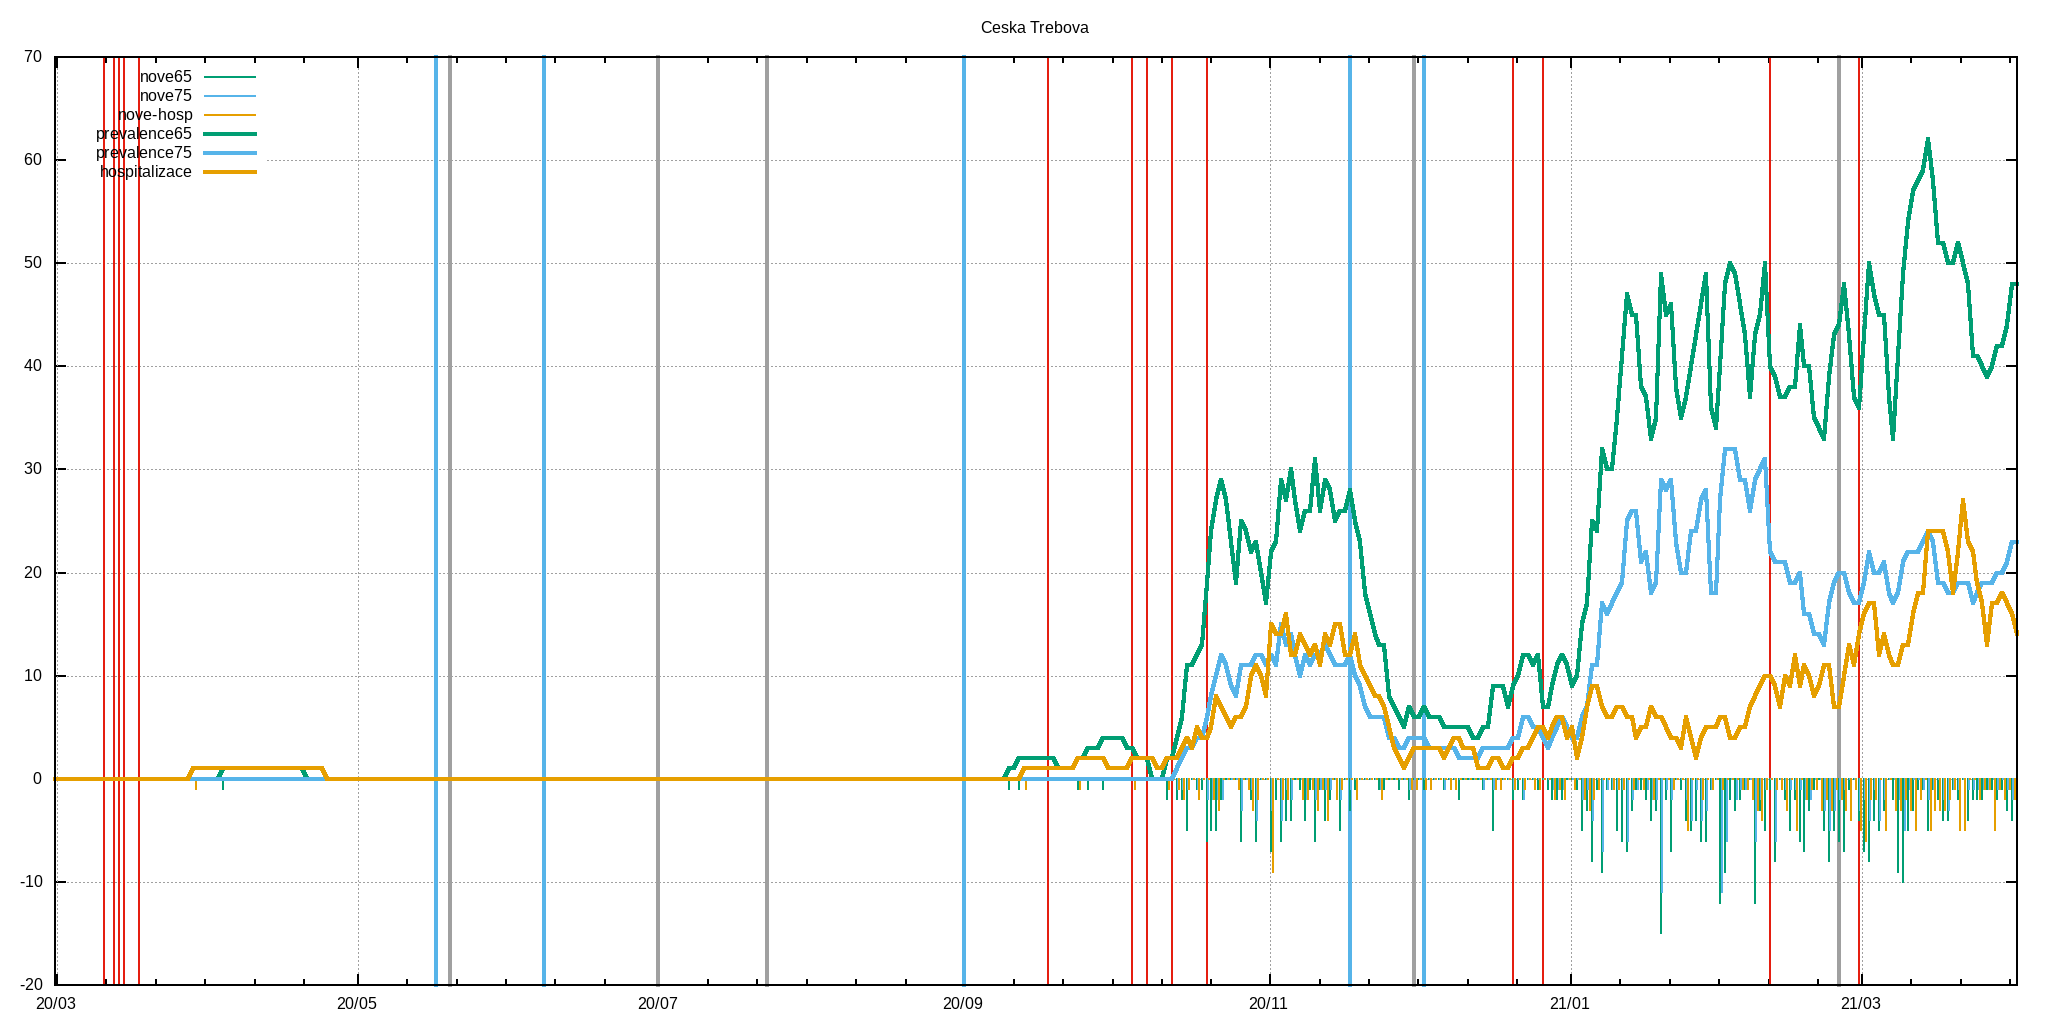 Ceska Trebova
70
60
50
40
30
20
10
0
-10
-20
nove65
nove75
nove-hosp
prevalence65
prevalence75
hospitalizace
20/03 20/05 20/07 20/09 20/11 21/01 21/03